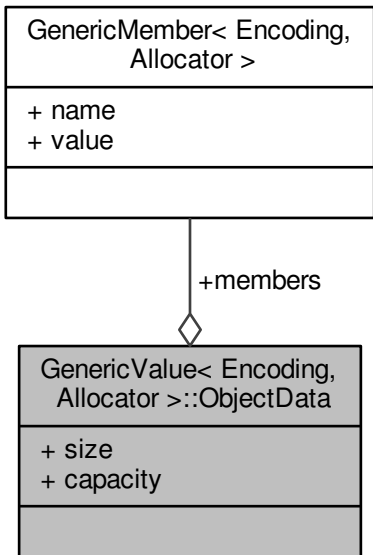 GenericMember< Encoding,
Allocator >
+ name
+ value
+members
GenericValue< Encoding,
Allocator >::ObjectData
+ size
+ capacity